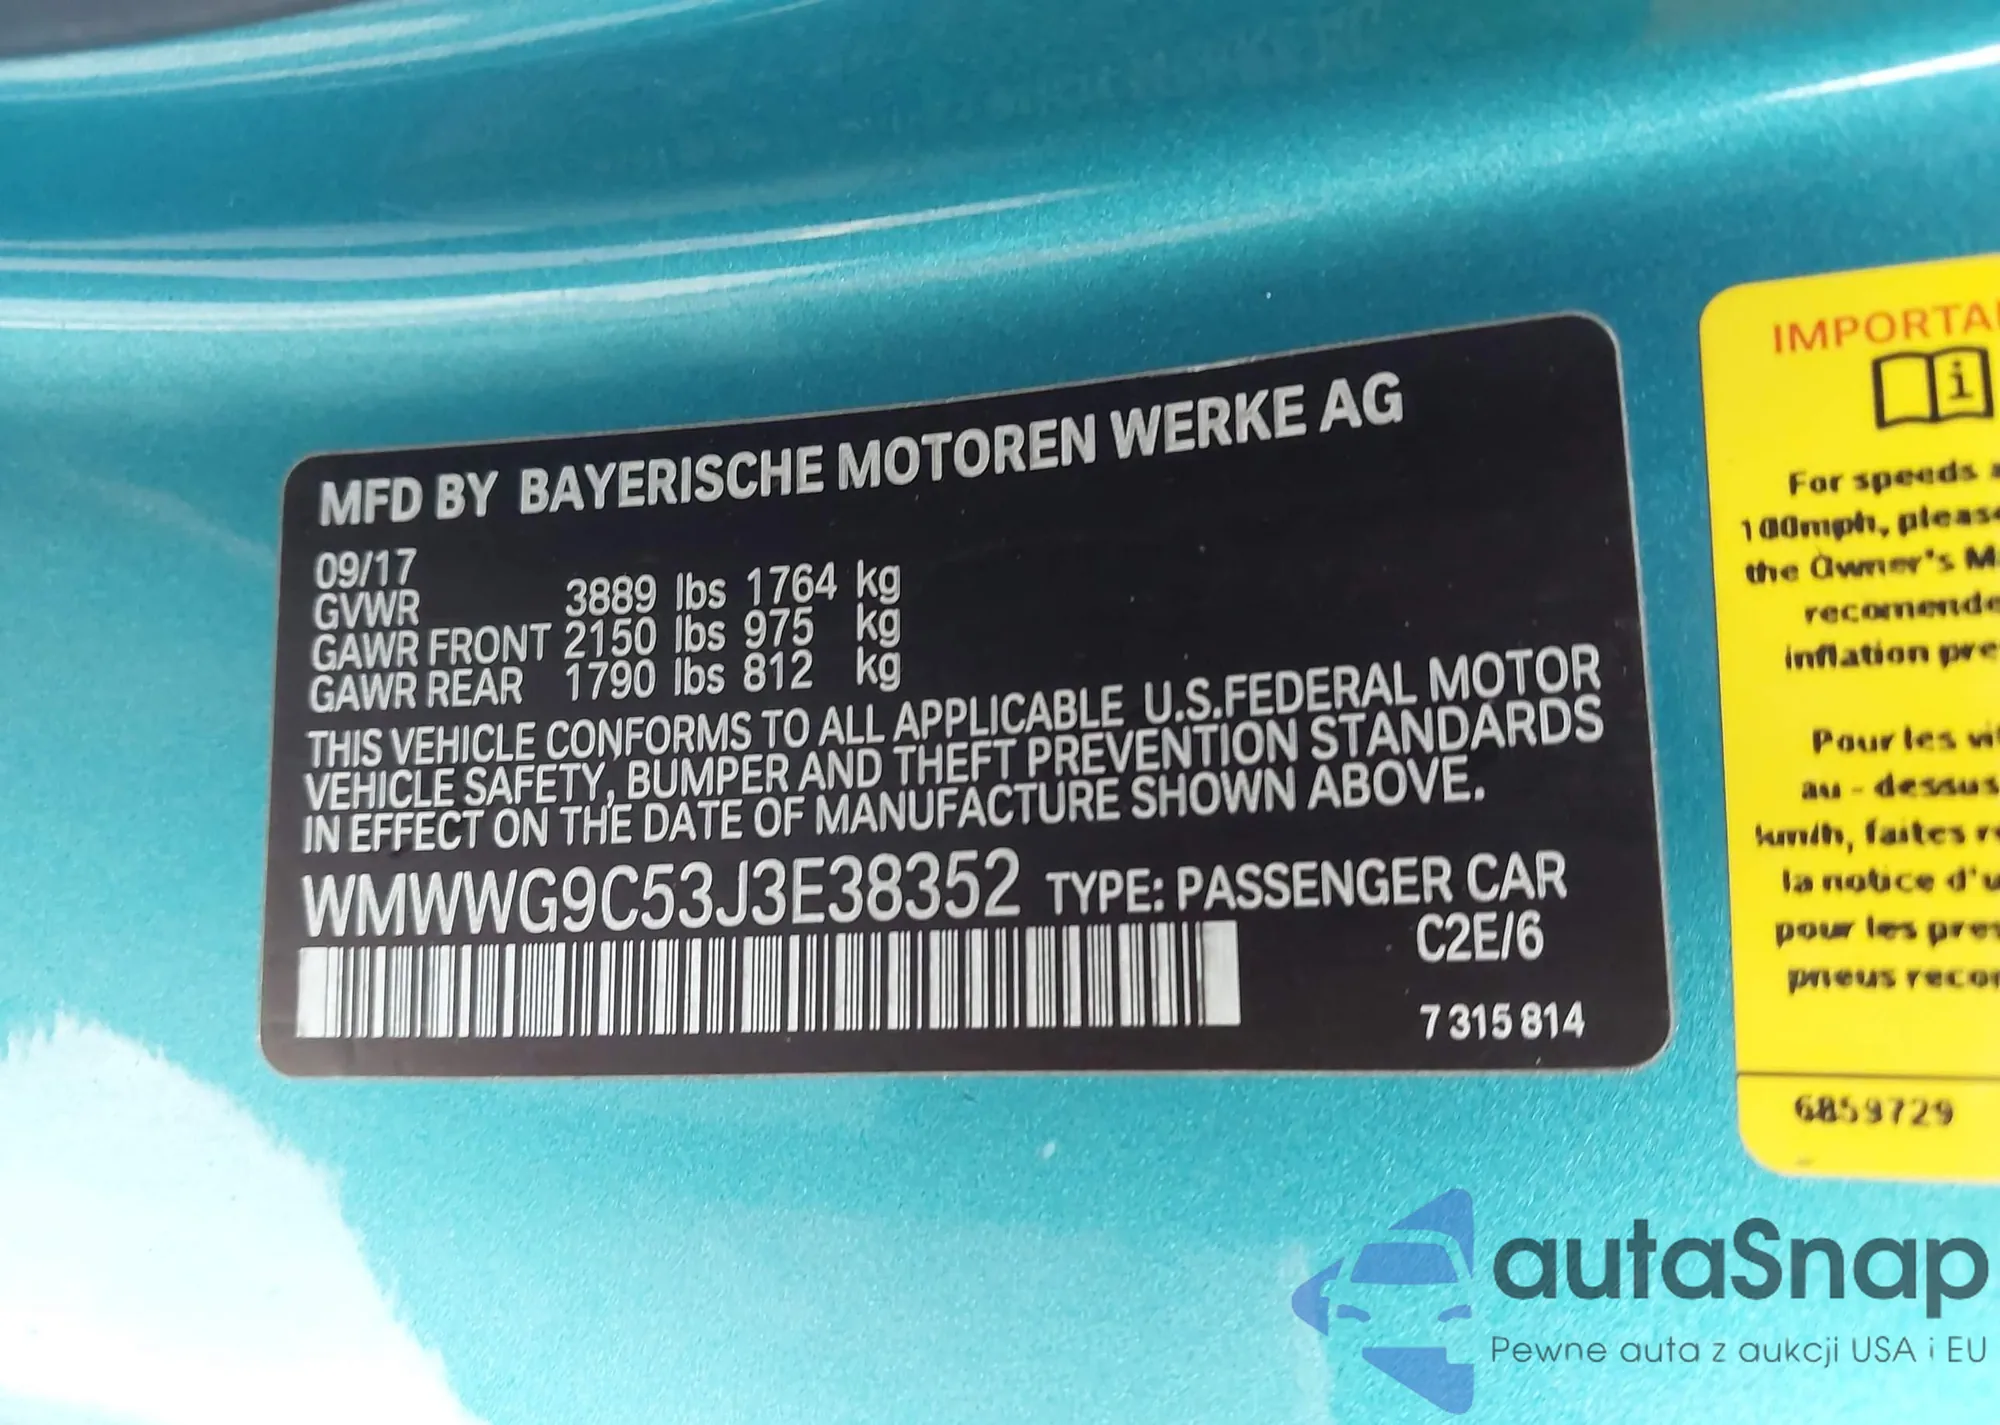 MFD BY BAYERISCHE MOTOREN WERKE AG
09/17
GVWR 3889 lbs 1764 kg
GAWR FRONT 2150 lbs 975 kg
GAWR REAR 1790 lbs 812 kg
THIS VEHICLE CONFORMS TO ALL APPLICABLE U.S.FEDERAL MOTOR
VEHICLE SAFETY, BUMPER AND THEFT PREVENTION STANDARDS
IN EFFECT ON THE DATE OF MANUFACTURE SHOWN ABOVE.
WMWWG9C53J3E38352 TYPE: PASSENGER CAR
C2E/6
7 315 814
IMPORTA
For speeds
100mph, please
the Owner's M
recomende
inflation pre
Pour les vit
au - dessus
km/h, faites re
la notice d'u
pour les pres
pneus recom
6859729
autaSnap
Pewne auta z aukcji USA i EU